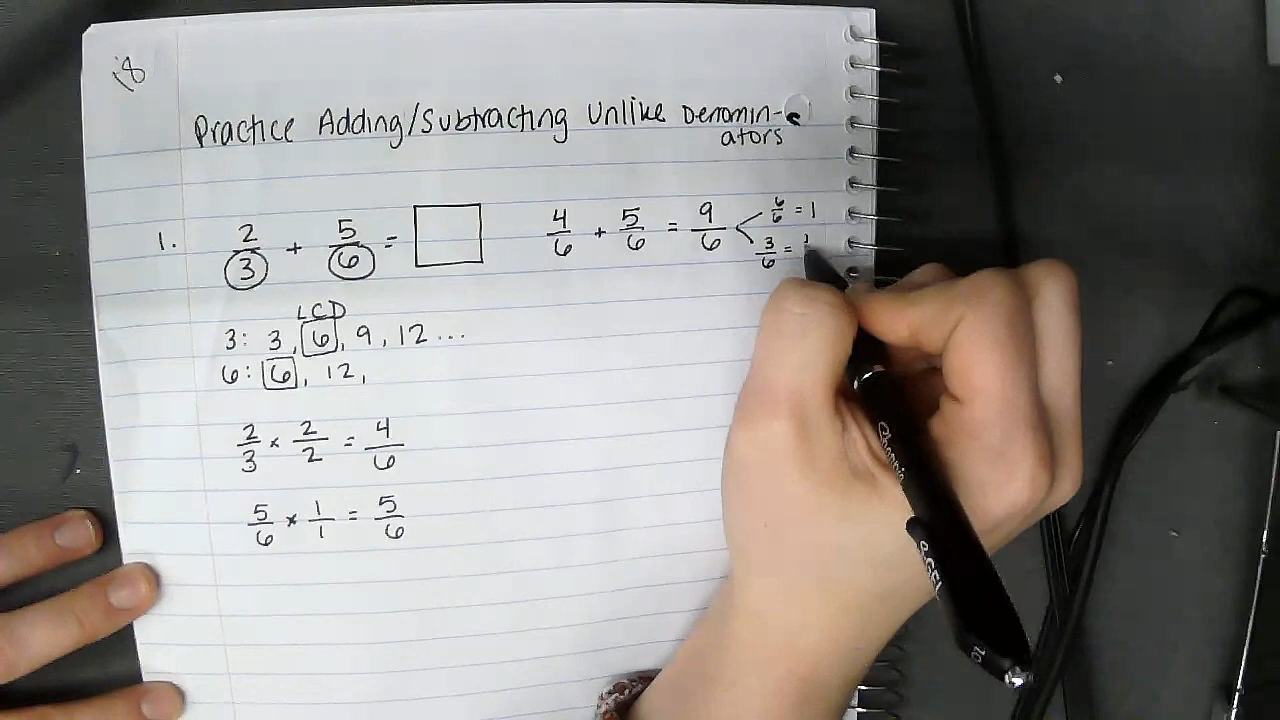 18
Practice Adding/Subtracting Unlike Denomin-
ators
1. 2/3 + 5/6 = 4/6 + 5/6 = 9/6 < 6/6 = 1
3/6 =
LCD
3: 3, 6, 9, 12 ...
6: 6, 12,
2/3 × 2/2 = 4/6
5/6 × 1/1 = 5/6
Sharpie
S.GEL